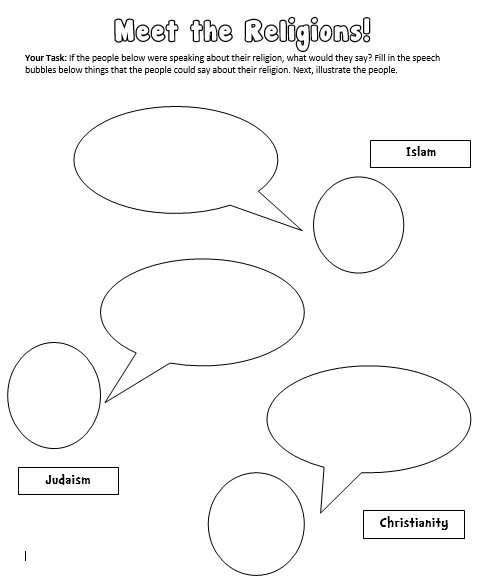 Meet the Religions!
Your Task: If the people below were speaking about their religion, what would they say? Fill in the speech
bubbles below things that the people could say about their religion. Next, illustrate the people.
Islam
Judaism
Christianity